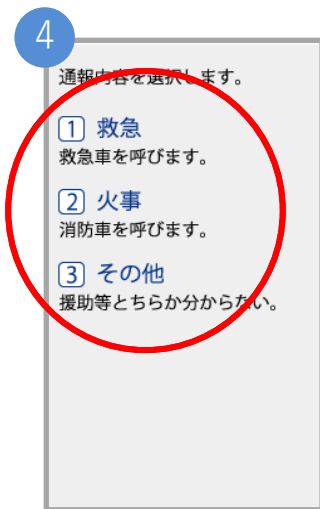 4
通報内容を選択します。
1 救急
救急車を呼びます。
2 火事
消防車を呼びます。
3 その他
援助等とちらか分からない。